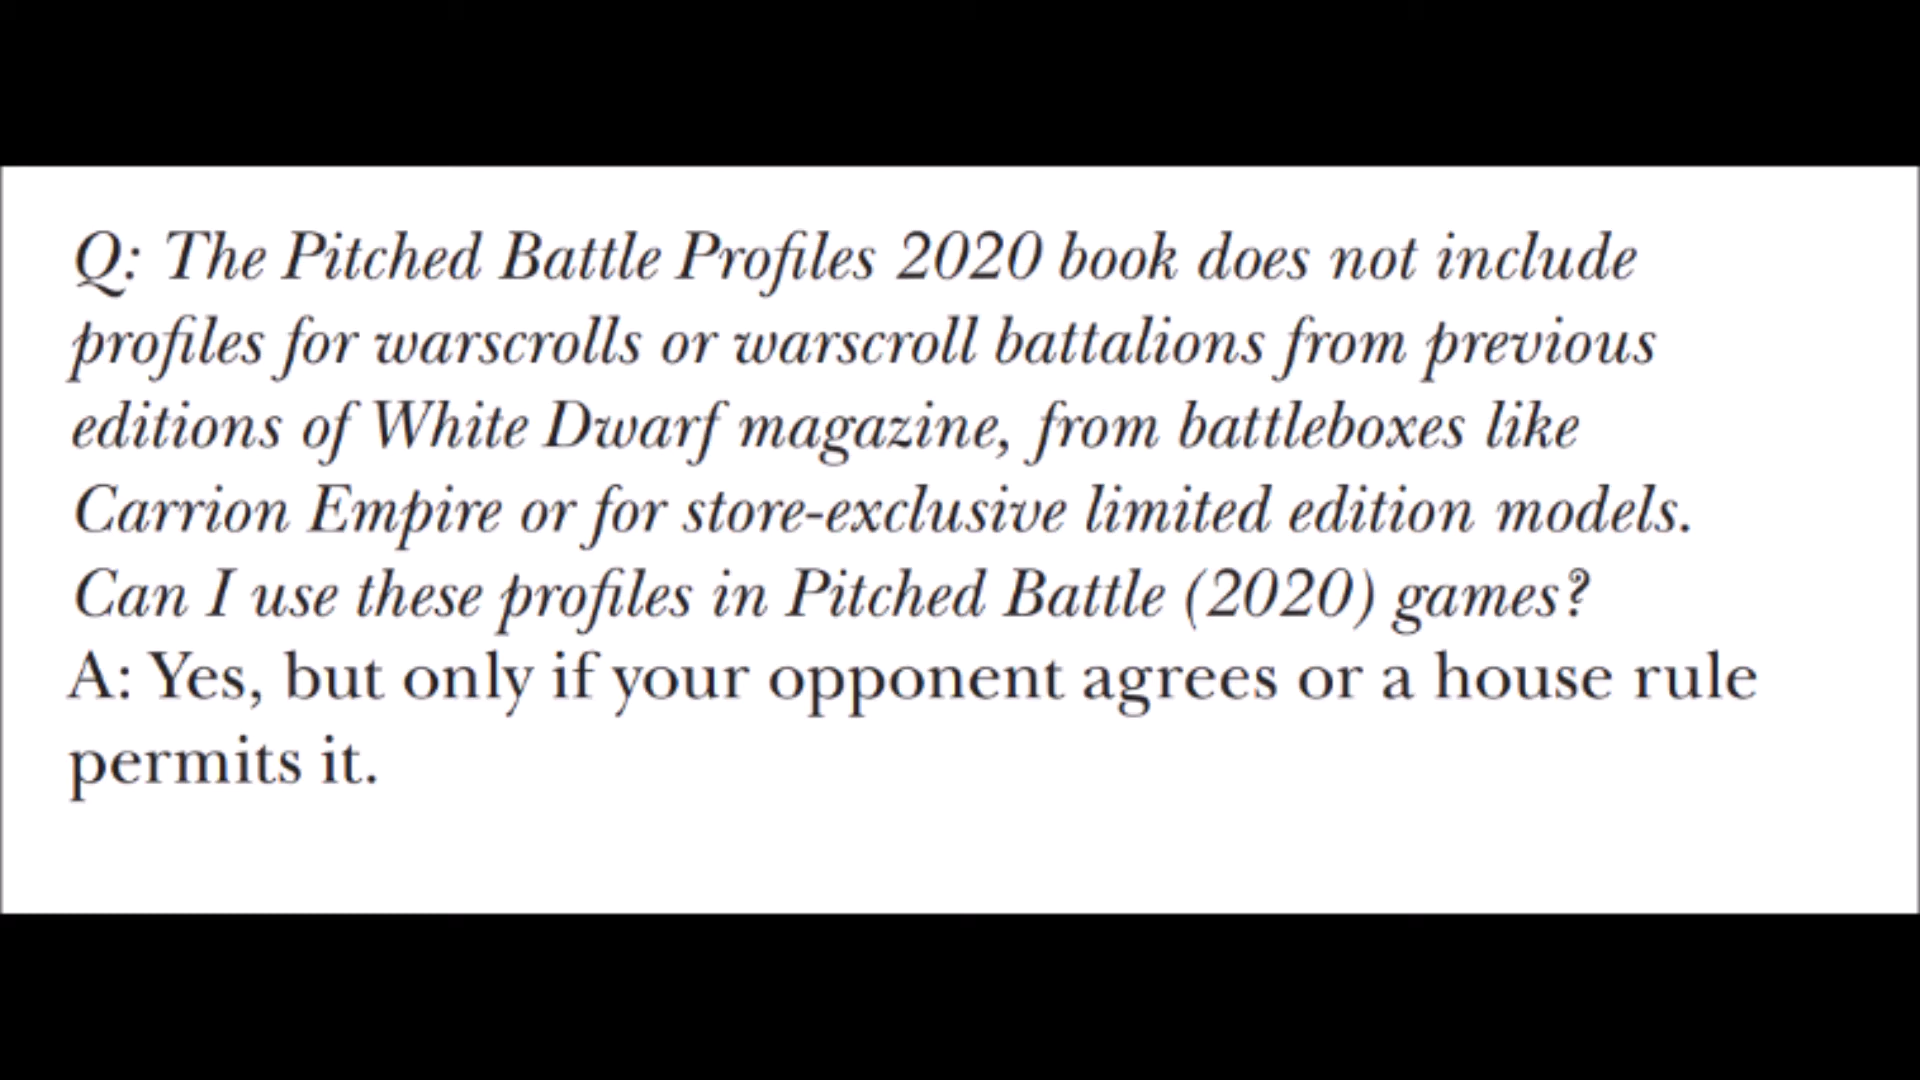 Q: The Pitched Battle Profiles 2020 book does not include
profiles for warscrolls or warscroll battalions from previous
editions of White Dwarf magazine, from battleboxes like
Carrion Empire or for store-exclusive limited edition models.
Can I use these profiles in Pitched Battle (2020) games?
A: Yes, but only if your opponent agrees or a house rule
permits it.